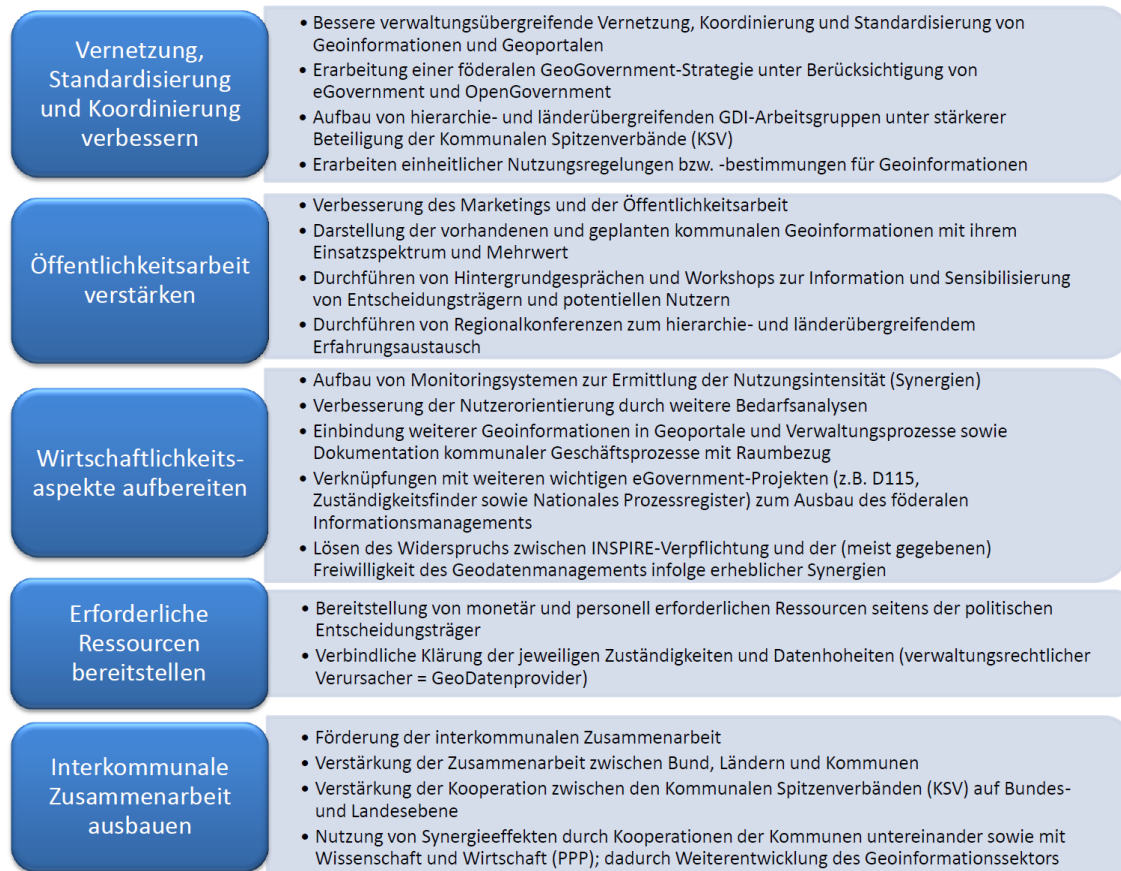 Vernetzung,
Standardisierung
und Koordinierung
verbessern
• Bessere verwaltungsübergreifende Vernetzung, Koordinierung und Standardisierung von
Geoinformationen und Geoportalen
• Erarbeitung einer föderalen GeoGovernment-Strategie unter Berücksichtigung von
eGovernment und OpenGovernment
• Aufbau von hierarchie- und länderübergreifenden GDI-Arbeitsgruppen unter stärkerer
Beteiligung der Kommunalen Spitzenverbände (KSV)
• Erarbeiten einheitlicher Nutzungsregelungen bzw. -bestimmungen für Geoinformationen
Öffentlichkeitsarbeit
verstärken
• Verbesserung des Marketings und der Öffentlichkeitsarbeit
• Darstellung der vorhandenen und geplanten kommunalen Geoinformationen mit ihrem
Einsatzspektrum und Mehrwert
• Durchführen von Hintergrundgesprächen und Workshops zur Information und Sensibilisierung
von Entscheidungsträgern und potentiellen Nutzern
• Durchführen von Regionalkonferenzen zum hierarchie- und länderübergreifendem
Erfahrungsaustausch
Wirtschaftlichkeits-
aspekte aufbereiten
• Aufbau von Monitoringsystemen zur Ermittlung der Nutzungsintensität (Synergien)
• Verbesserung der Nutzerorientierung durch weitere Bedarfsanalysen
• Einbindung weiterer Geoinformationen in Geoportale und Verwaltungsprozesse sowie
Dokumentation kommunaler Geschäftsprozesse mit Raumbezug
• Verknüpfungen mit weiteren wichtigen eGovernment-Projekten (z.B. D115,
Zuständigkeitsfinder sowie Nationales Prozessregister) zum Ausbau des föderalen
Informationsmanagements
• Lösen des Widerspruchs zwischen INSPIRE-Verpflichtung und der (meist gegebenen)
Freiwilligkeit des Geodatenmanagements infolge erheblicher Synergien
Erforderliche
Ressourcen
bereitstellen
• Bereitstellung von monetär und personell erforderlichen Ressourcen seitens der politischen
Entscheidungsträger
• Verbindliche Klärung der jeweiligen Zuständigkeiten und Datenhoheiten (verwaltungsrechtlicher
Verursacher = GeoDatenprovider)
Interkommunale
Zusammenarbeit
ausbauen
• Förderung der interkommunalen Zusammenarbeit
• Verstärkung der Zusammenarbeit zwischen Bund, Ländern und Kommunen
• Verstärkung der Kooperation zwischen den Kommunalen Spitzenverbänden (KSV) auf Bundes-
und Landesebene
• Nutzung von Synergieeffekten durch Kooperationen der Kommunen untereinander sowie mit
Wissenschaft und Wirtschaft (PPP); dadurch Weiterentwicklung des Geoinformationssektors